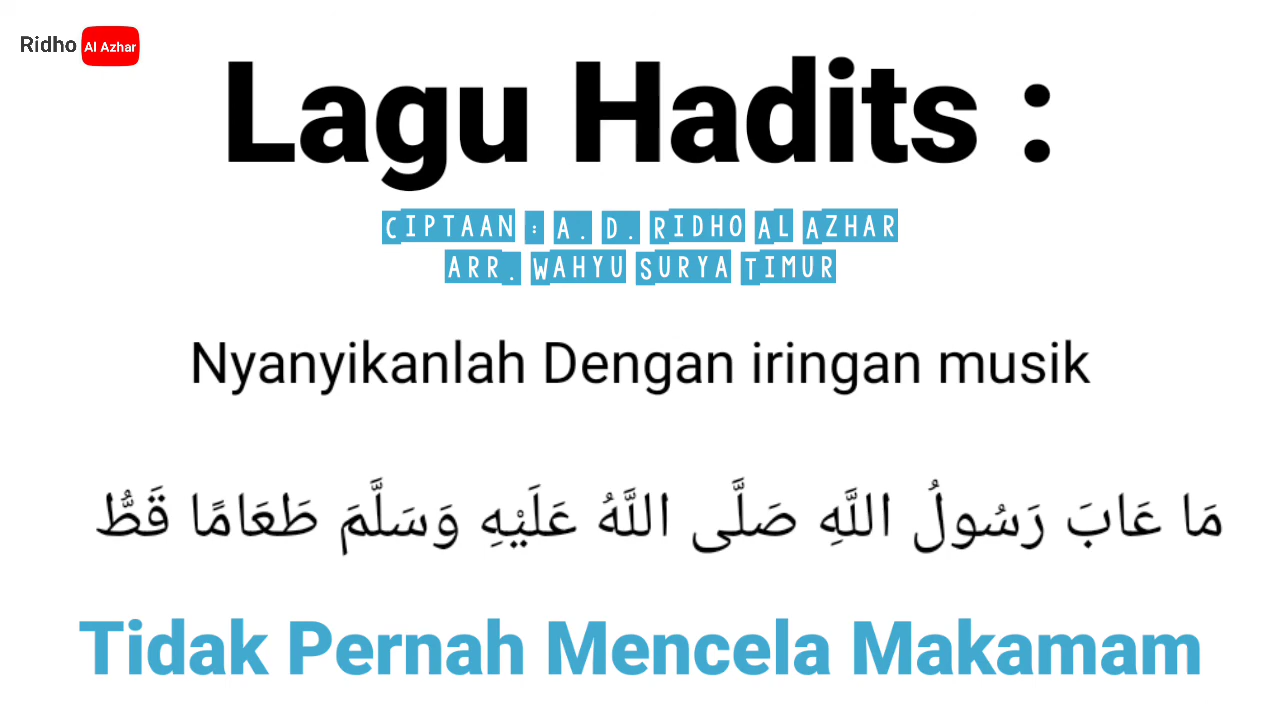 Ridho Al Azhar
Lagu Hadits :
CIPTAAN : A. D. RIDHO AL AZHAR
ARR. WAHYU SURYA TIMUR
Nyanyikanlah Dengan iringan musik
مَا عَابَ رَسُولُ اللَّهِ صَلَّى اللَّهُ عَلَيْهِ وَسَلَّمَ طَعَامًا قَطُّ
Tidak Pernah Mencela Makamam